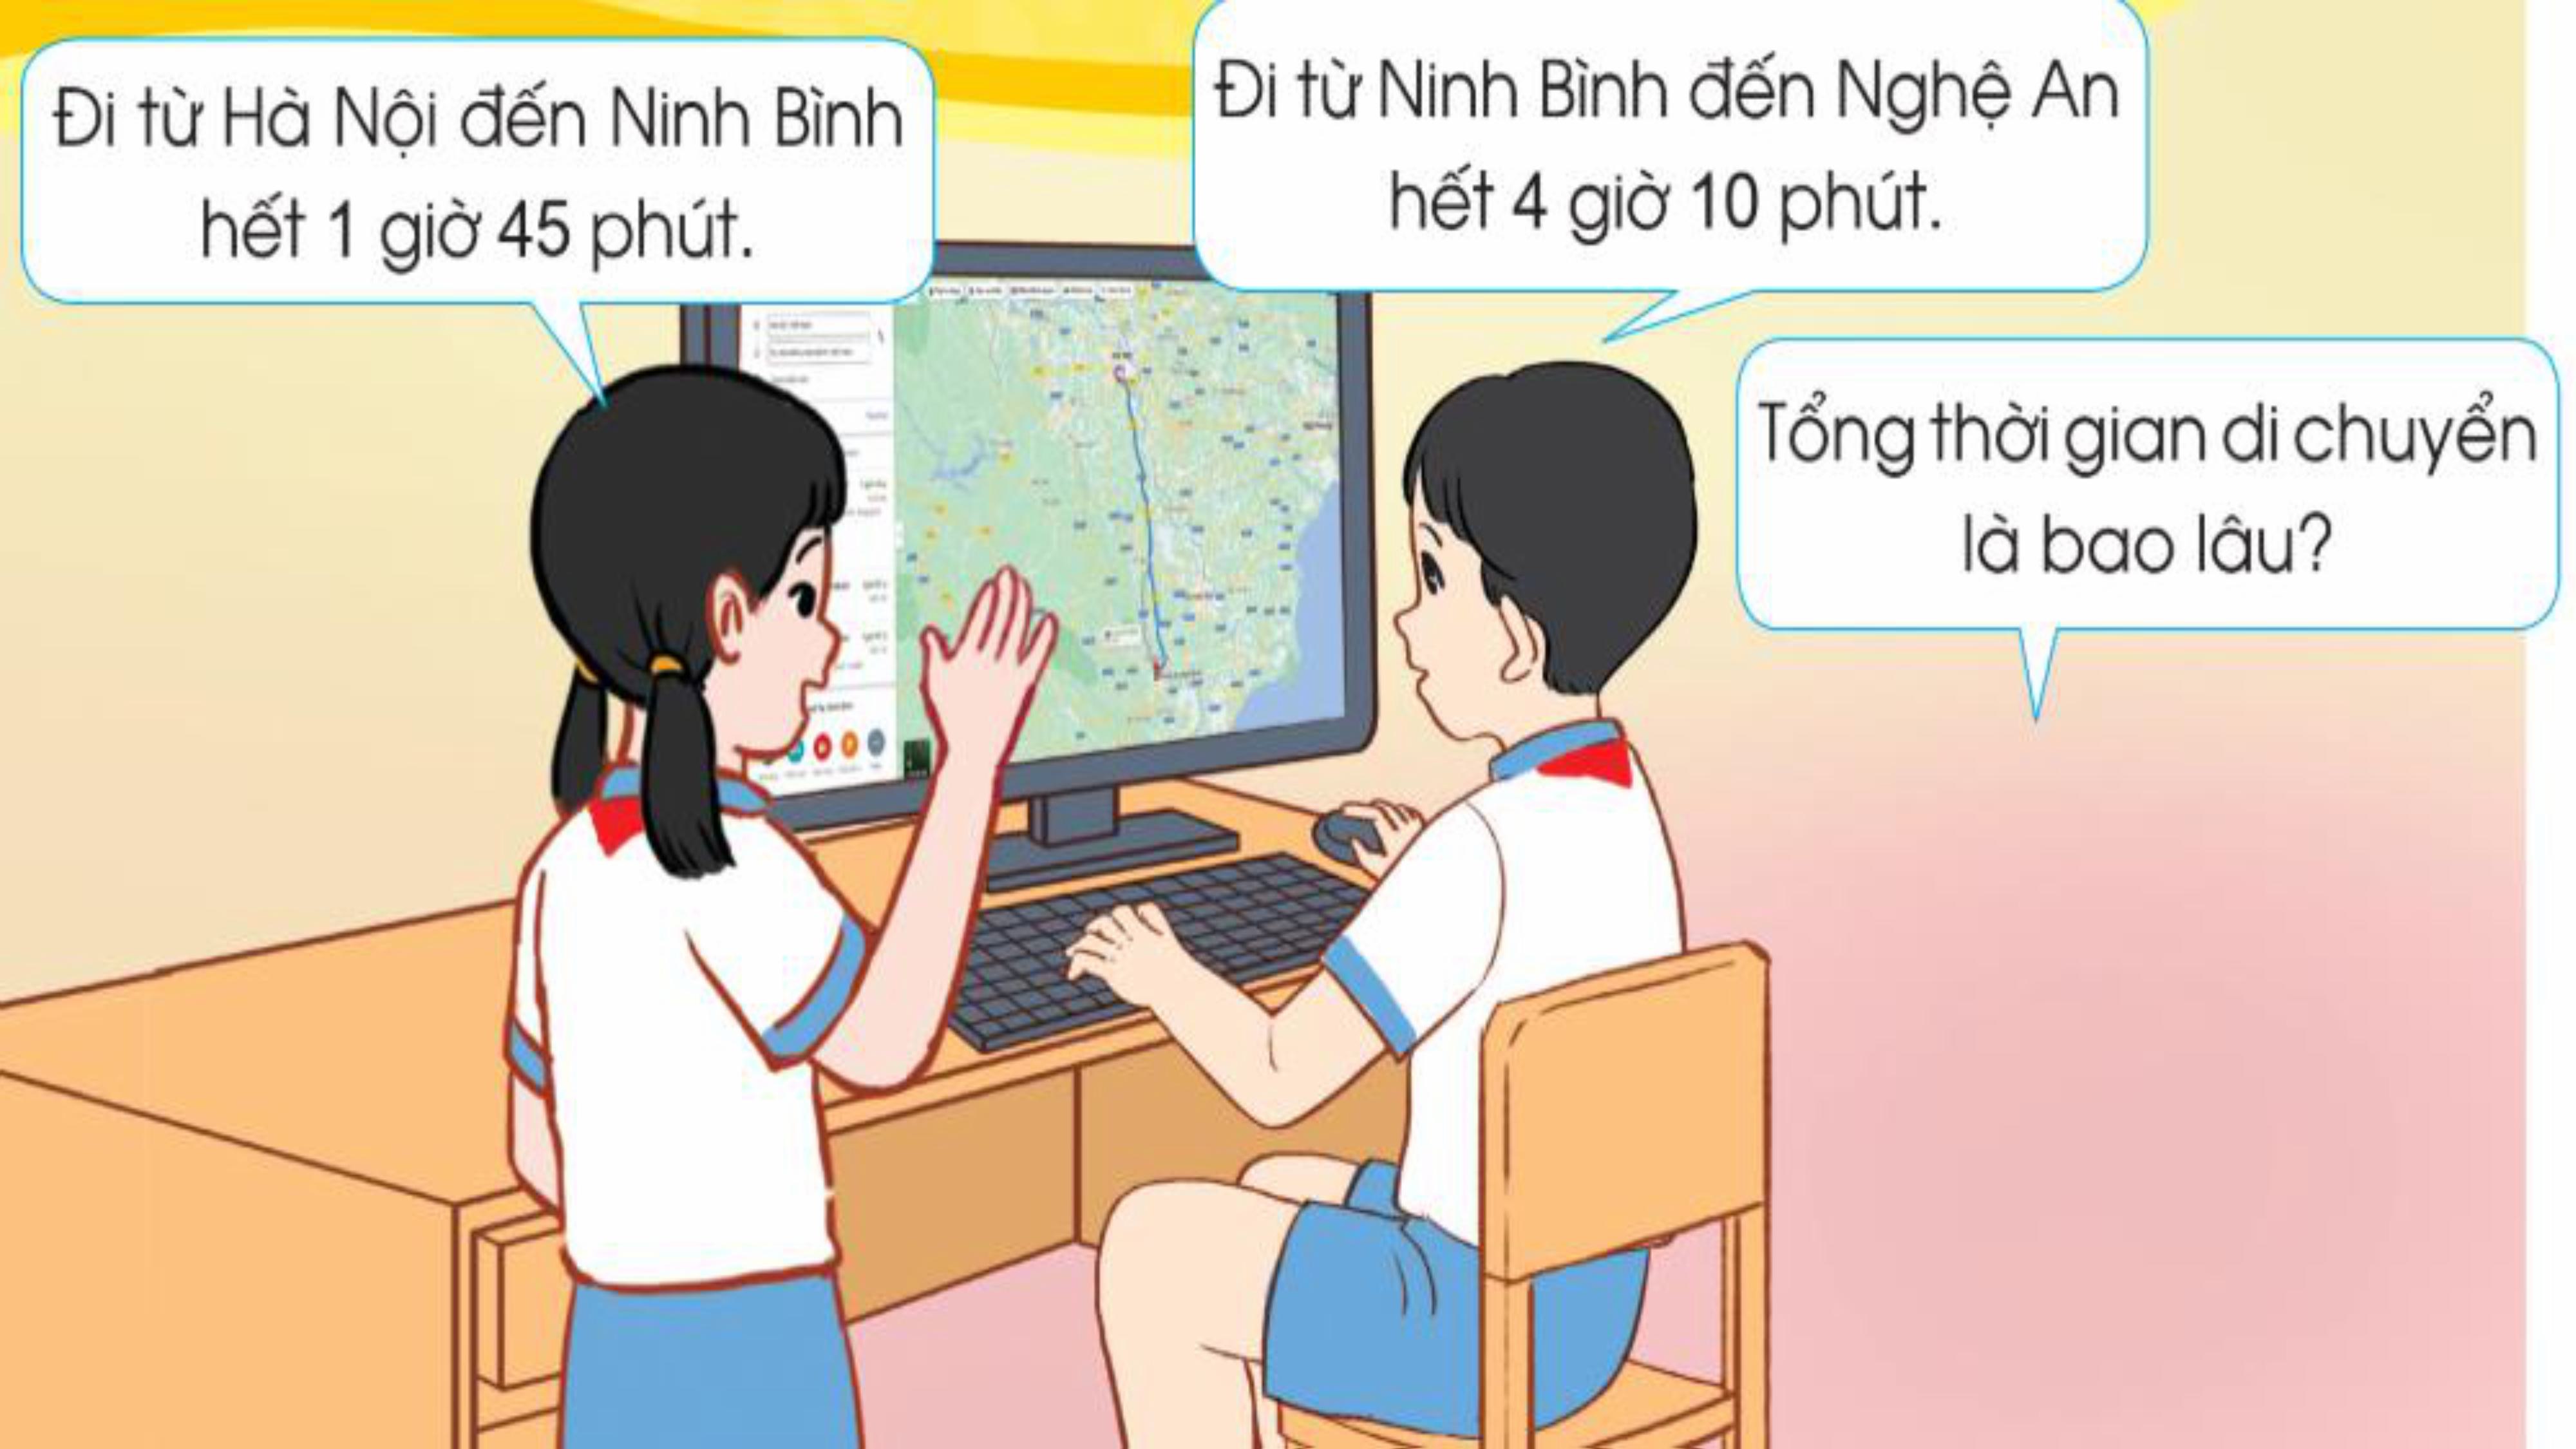 Đi từ Hà Nội đến Ninh Bình
hết 1 giờ 45 phút.
Đi từ Ninh Bình đến Nghệ An
hết 4 giờ 10 phút.
Tổng thời gian di chuyển
là bao lâu?